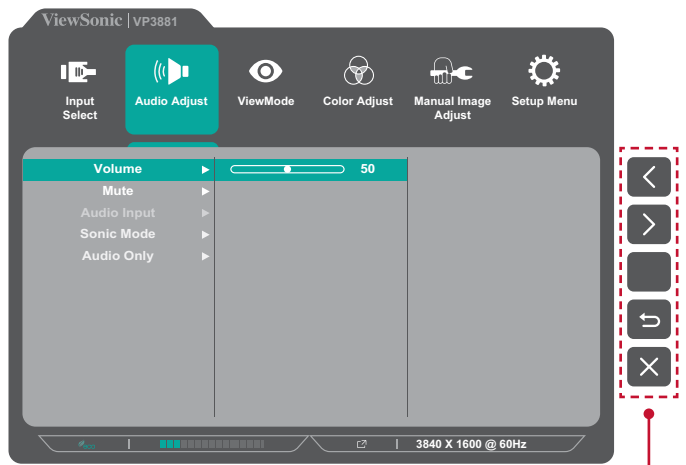 ViewSonic | VP3881
Input
Select
Audio Adjust
ViewMode
Color Adjust
Manual Image
Adjust
Setup Menu
Volume
50
Mute
Audio Input
Sonic Mode
Audio Only
3840 X 1600 @ 60Hz